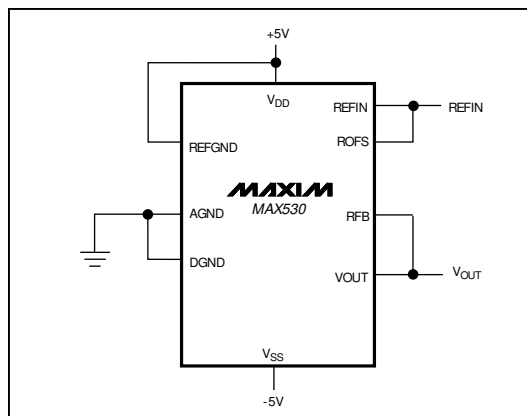 +5V
VDD
REFIN
REFIN
REFGND
ROFS
MAXIM
MAX530
AGND
RFB
DGND
VOUT
VOUT
VSS
-5V